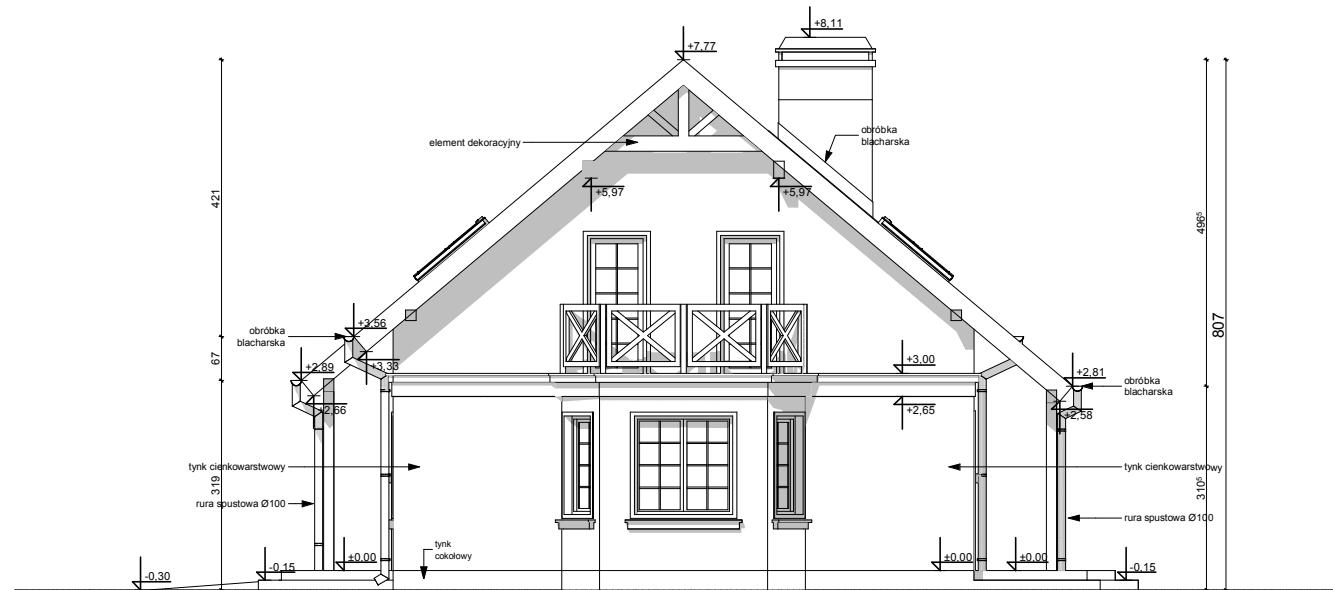 +8,11
+7,77
obróbka
blacharska
element dekoracyjny
+5,97
+5,97
421
496⁵
807
+3,56
obróbka
blacharska
67
+3,33
+2,89
+2,66
+3,00
+2,81
obróbka
blacharska
+2,65
+2,58
tynk cienkowarstwowy
tynk cienkowarstwowy
319
310⁵
rura spustowa Ø100
rura spustowa Ø100
tynk
cokołowy
±0,00
±0,00
±0,00
-0,30
-0,15
-0,15